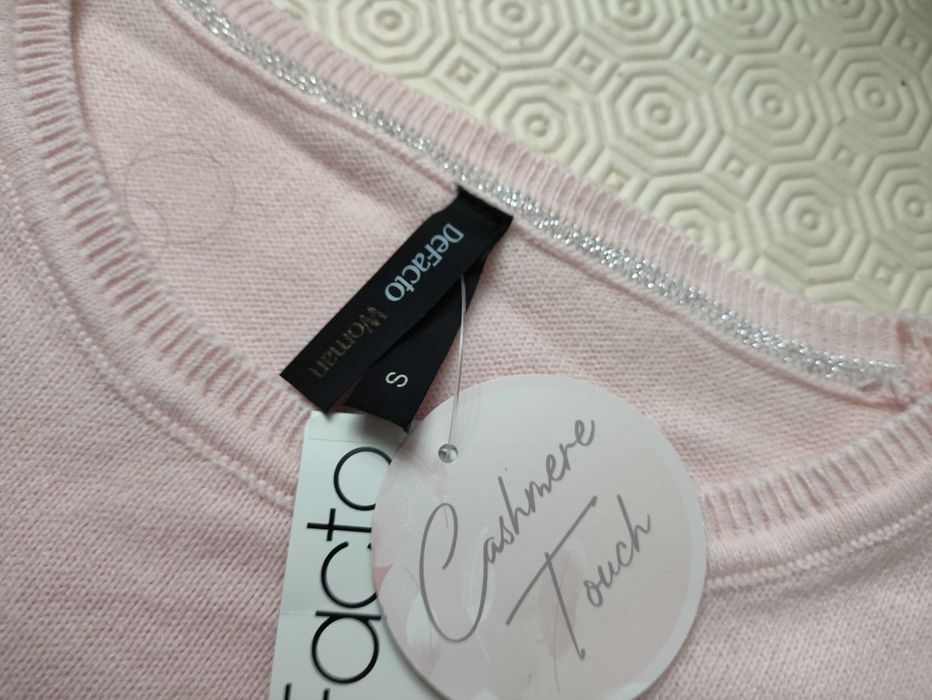 DeFacto
Woman
S
Facto
Cashmere
Touch